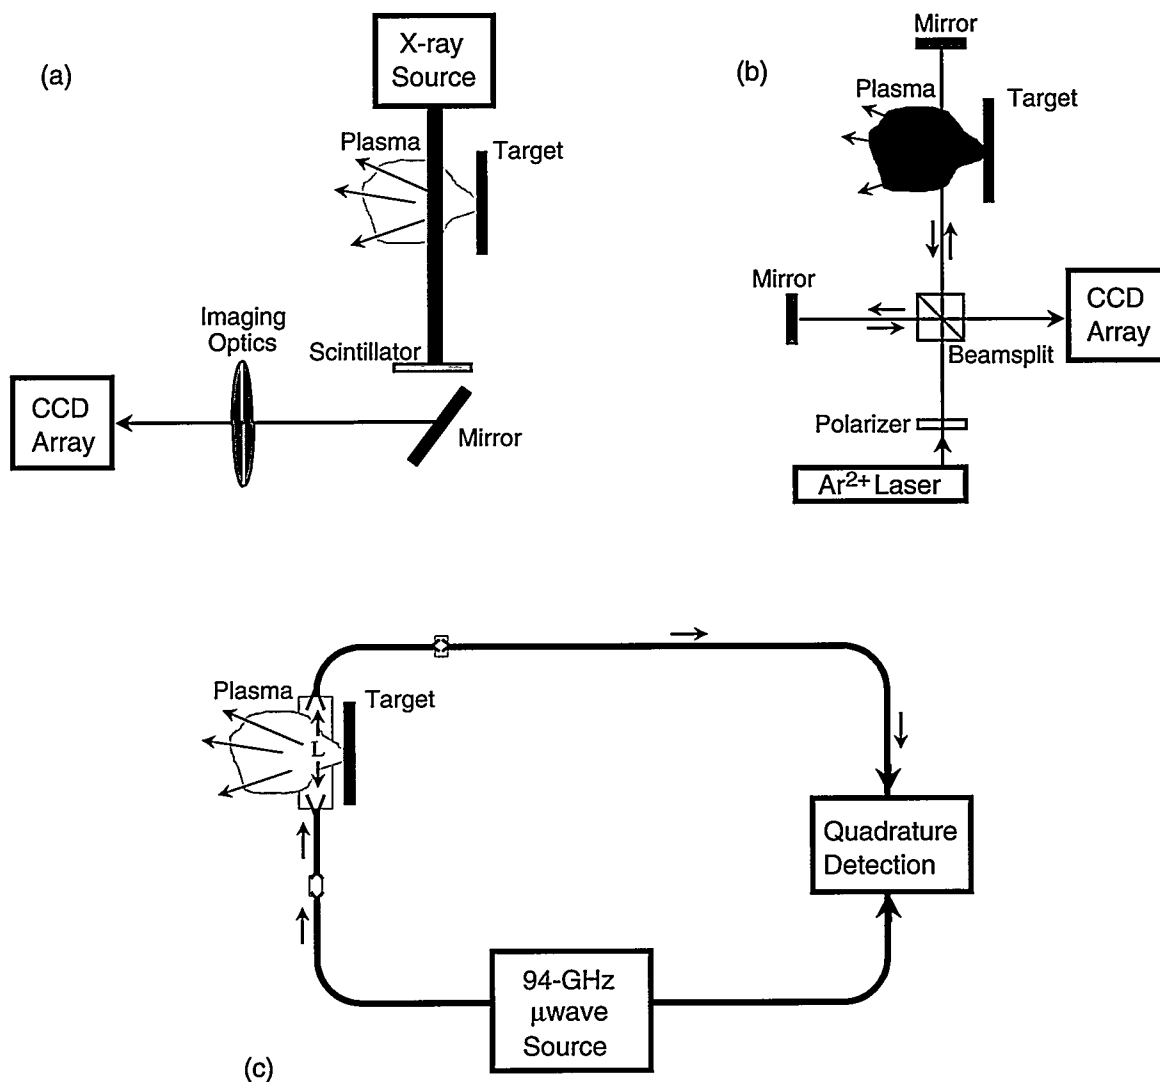 (a)
X-ray
Source
Plasma
Target
Imaging
Optics
Scintillator
CCD
Array
Mirror
(b)
Mirror
Plasma
Target
Mirror
CCD
Array
Beamsplit
Polarizer
Ar2+ Laser
Plasma
Target
L
Quadrature
Detection
94-GHz
μwave
Source
(c)